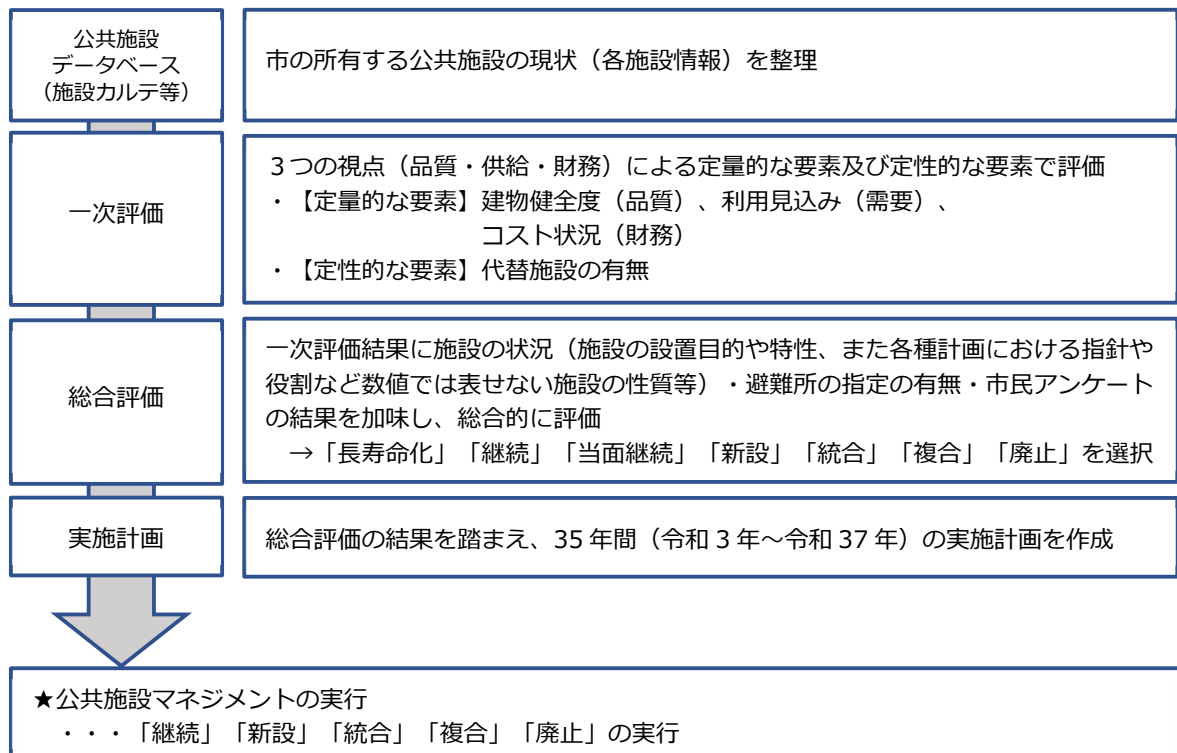 公共施設
データベース
（施設カルテ等）
市の所有する公共施設の現状（各施設情報）を整理
一次評価
３つの視点（品質・供給・財務）による定量的な要素及び定性的な要素で評価
・【定量的な要素】建物健全度（品質）、利用見込み（需要）、
コスト状況（財務）
・【定性的な要素】代替施設の有無
総合評価
一次評価結果に施設の状況（施設の設置目的や特性、また各種計画における指針や
役割など数値では表せない施設の性質等）・避難所の指定の有無・市民アンケート
の結果を加味し、総合的に評価
→「長寿命化」「継続」「当面継続」「新設」「統合」「複合」「廃止」を選択
実施計画
総合評価の結果を踏まえ、35 年間（令和 3 年～令和 37 年）の実施計画を作成
★公共施設マネジメントの実行
・・・「継続」「新設」「統合」「複合」「廃止」の実行